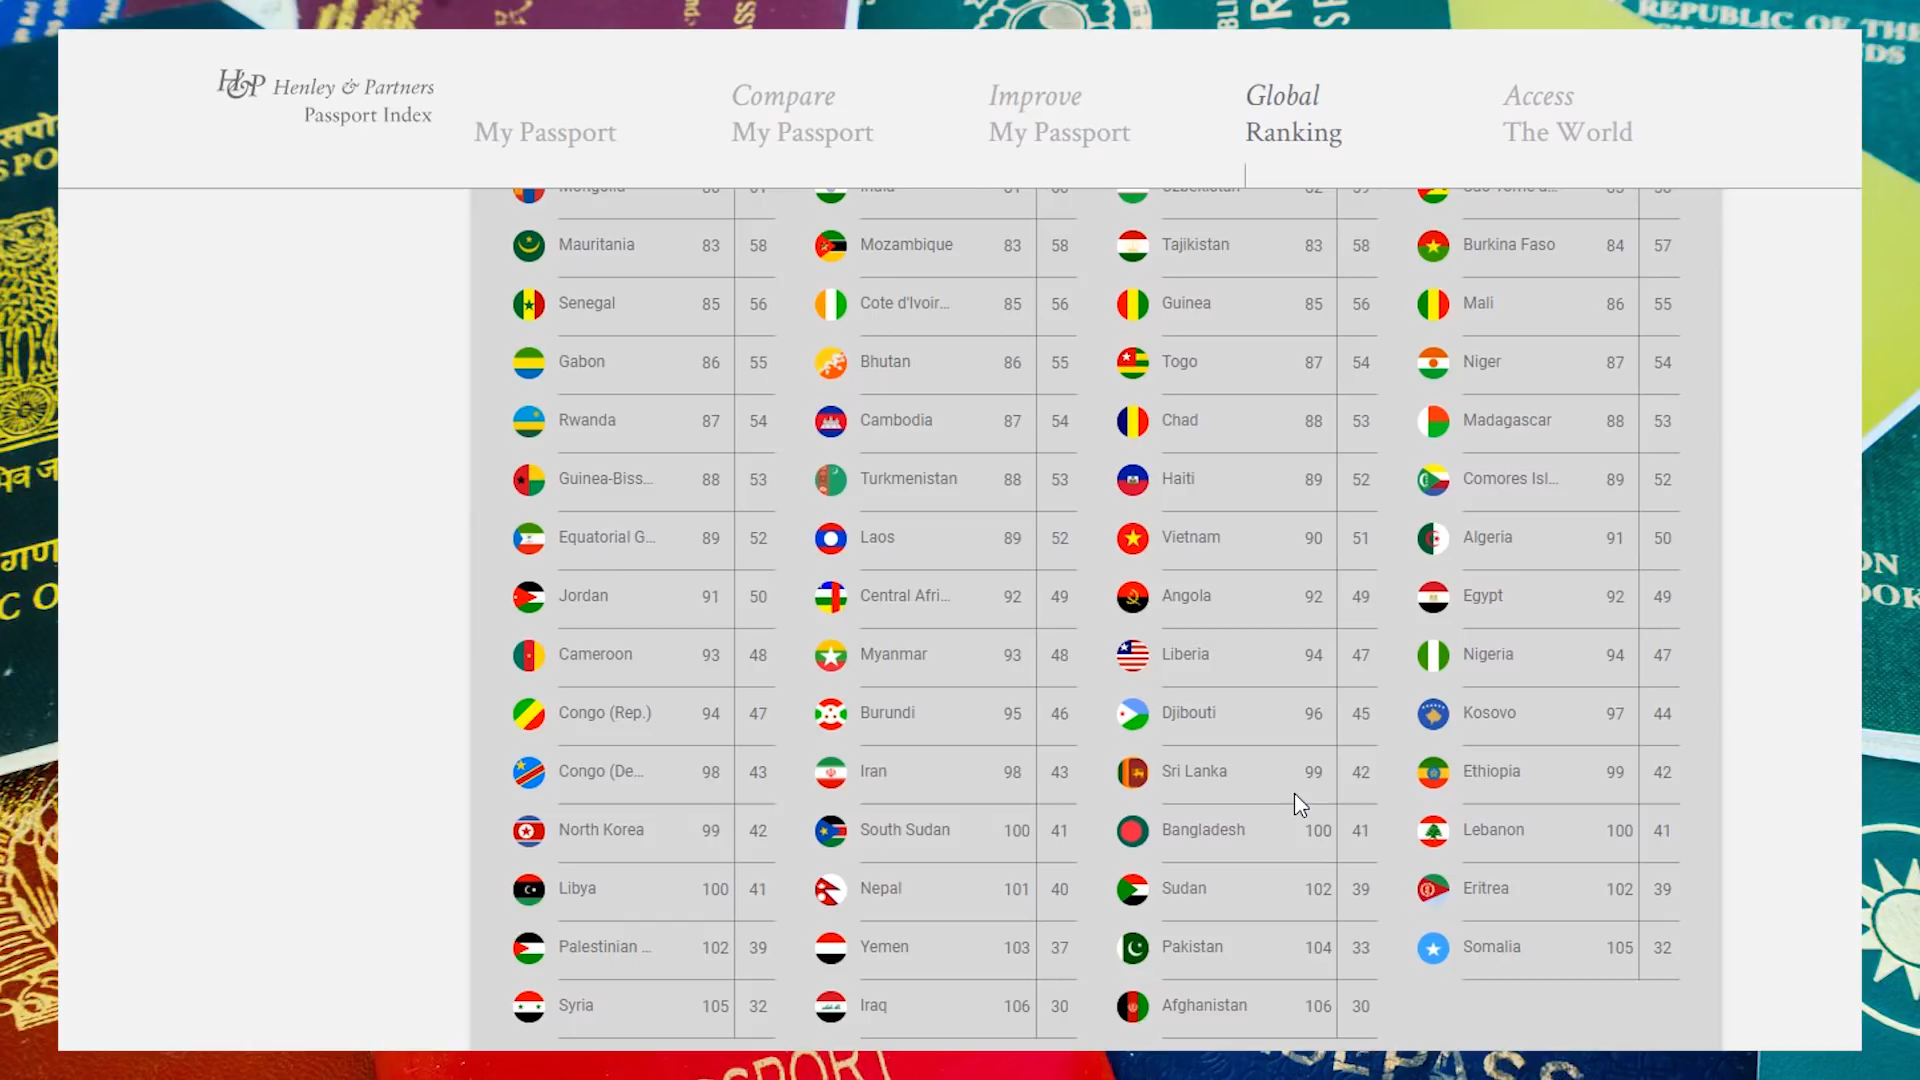 REPUBLIC OF THE
H&P Henley & Partners
Passport Index
My Passport
Compare
My Passport
Improve
My Passport
Global
Ranking
Access
The World
Mauritania 83 58 Mozambique 83 58 Tajikistan 83 58 Burkina Faso 84 57
Senegal 85 56 Cote d'Ivoir... 85 56 Guinea 85 56 Mali 86 55
Gabon 86 55 Bhutan 86 55 Togo 87 54 Niger 87 54
Rwanda 87 54 Cambodia 87 54 Chad 88 53 Madagascar 88 53
Guinea-Biss... 88 53 Turkmenistan 88 53 Haiti 89 52 Comores Isl... 89 52
Equatorial G... 89 52 Laos 89 52 Vietnam 90 51 Algeria 91 50
Jordan 91 50 Central Afri... 92 49 Angola 92 49 Egypt 92 49
Cameroon 93 48 Myanmar 93 48 Liberia 94 47 Nigeria 94 47
Congo (Rep.) 94 47 Burundi 95 46 Djibouti 96 45 Kosovo 97 44
Congo (De... 98 43 Iran 98 43 Sri Lanka 99 42 Ethiopia 99 42
North Korea 99 42 South Sudan 100 41 Bangladesh 100 41 Lebanon 100 41
Libya 100 41 Nepal 101 40 Sudan 102 39 Eritrea 102 39
Palestinian ... 102 39 Yemen 103 37 Pakistan 104 33 Somalia 105 32
Syria 105 32 Iraq 106 30 Afghanistan 106 30